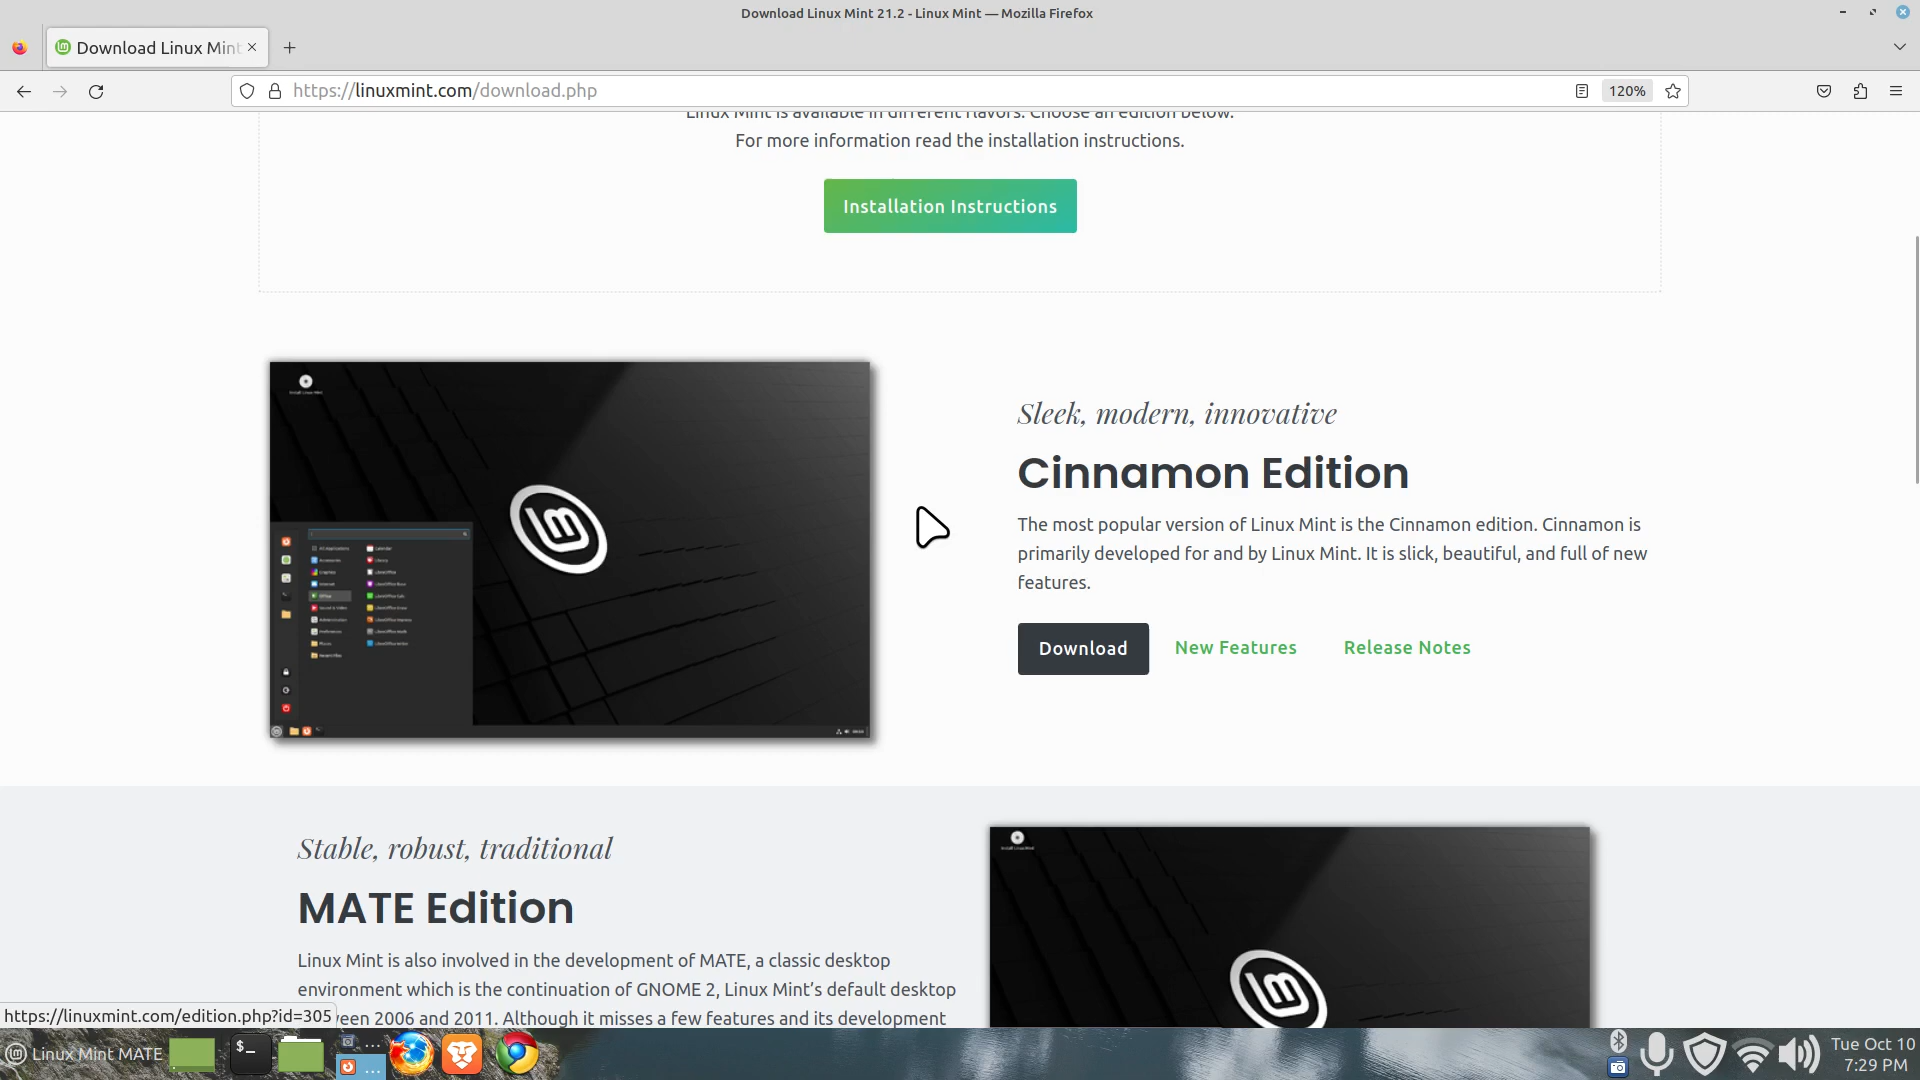 Download Linux Mint 21.2 - Linux Mint — Mozilla Firefox
Download Linux Mint
https://linuxmint.com/download.php
120%
Linux Mint is available in different flavors. Choose an edition below.
For more information read the installation instructions.
Installation Instructions
Sleek, modern, innovative
Cinnamon Edition
The most popular version of Linux Mint is the Cinnamon edition. Cinnamon is
primarily developed for and by Linux Mint. It is slick, beautiful, and full of new
features.
Download
New Features
Release Notes
Stable, robust, traditional
MATE Edition
Linux Mint is also involved in the development of MATE, a classic desktop
environment which is the continuation of GNOME 2, Linux Mint’s default desktop
2006 and 2011. Although it misses a few features and its development
https://linuxmint.com/edition.php?id=305
Linux Mint MATE
Tue Oct 10
7:29 PM